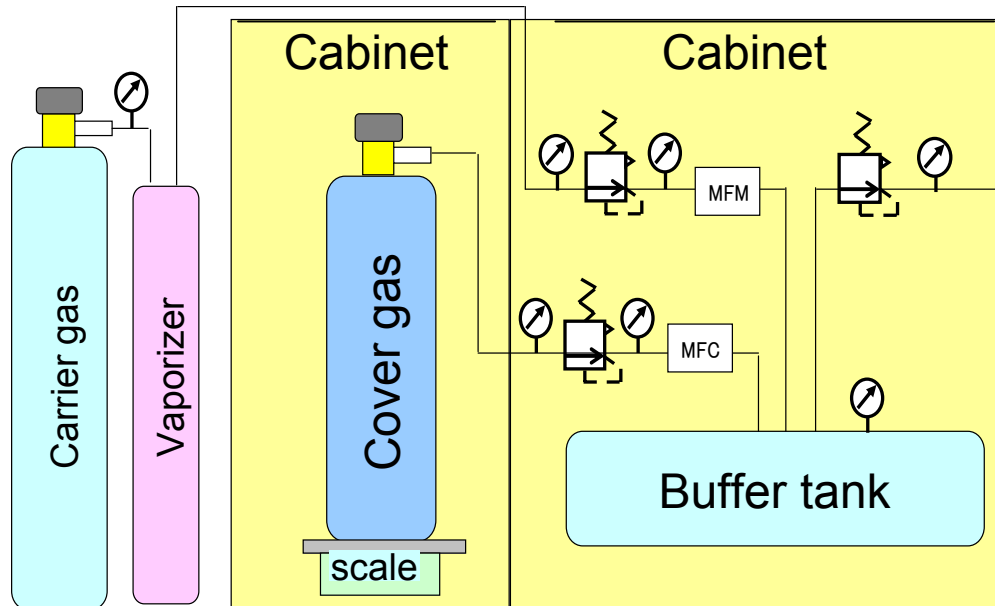 Cabinet
Cabinet
Carrier gas
Vaporizer
Cover gas
MFM
MFC
Buffer tank
scale